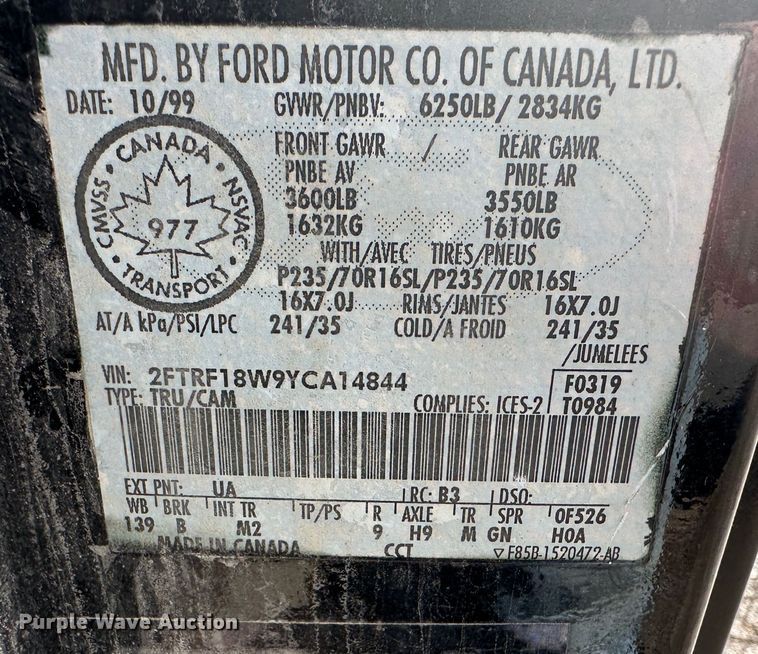 MFD. BY FORD MOTOR CO. OF CANADA, LTD.
DATE: 10/99 GVWR/PNBV: 6250LB/ 2834KG
FRONT GAWR / REAR GAWR
PNBE AV PNBE AR
3600LB 3550LB
1632KG 1610KG
WITH/AVEC TIRES/PNEUS
P235/70R16SL/P235/70R16SL
16X7.0J RIMS/JANTES 16X7.0J
AT/A kPa/PSI/LPC 241/35 COLD/A FROID 241/35
/JUMELEES
CANADA
CMVSS NSVAC
977
TRANSPORT
VIN: 2FTRF18W9YCA14844 F0319
TYPE: TRU/CAM COMPLIES: ICES-2 T0984
EXT PNT: UA RC: B3 DSO:
WB BRK INT TR TP/PS R AXLE TR SPR 0F526
139 B M2 9 H9 M GN H0A
MADE IN CANADA CCT ▽ F85B-1520472-AB
Purple Wave Auction